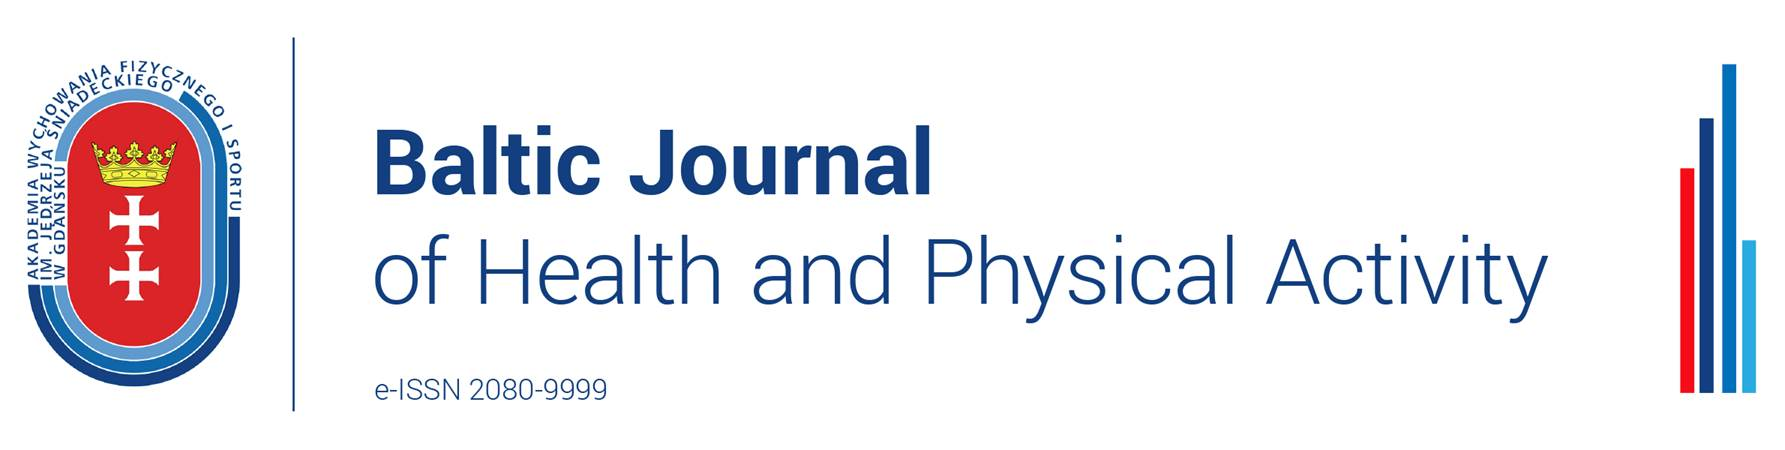 AKADEMIA WYCHOWANIA FIZYCZNEGO I SPORTU
IM. JĘDRZEJA ŚNIADECKIEGO
W GDAŃSKU
Baltic Journal
of Health and Physical Activity
e-ISSN 2080-9999